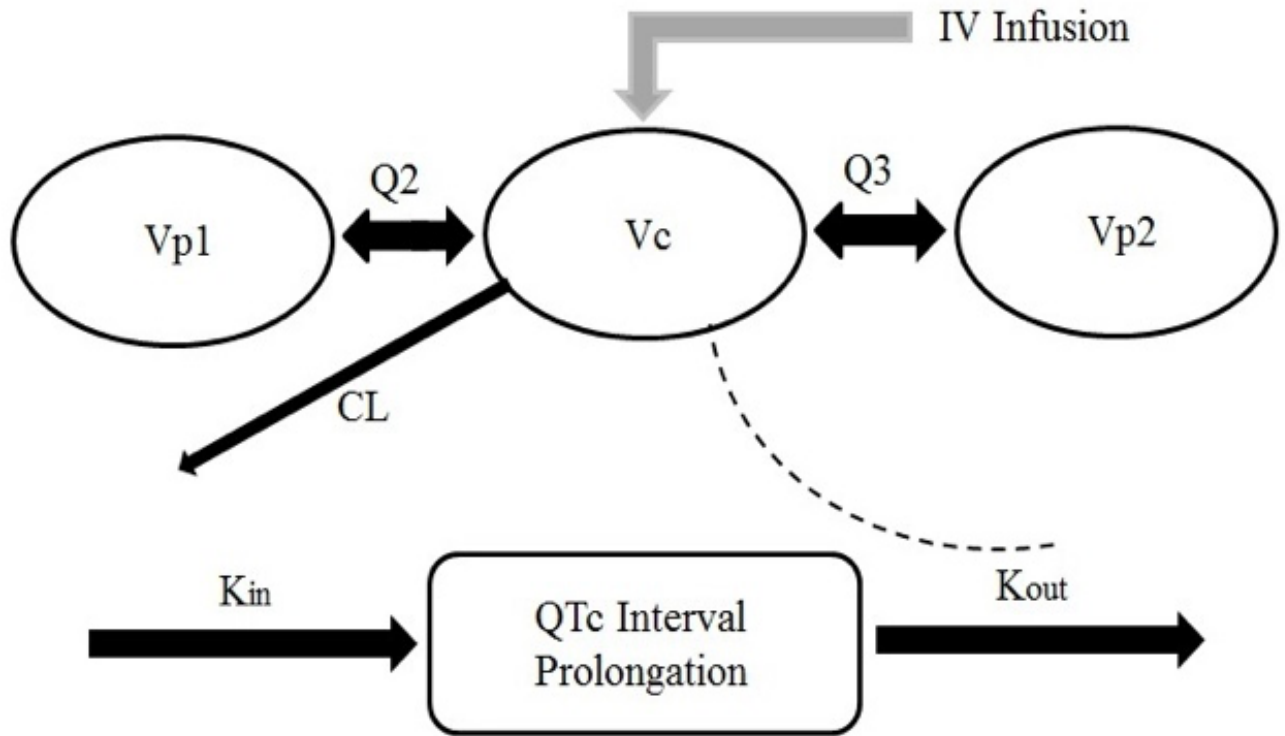 IV Infusion
Q2
Q3
Vp1
Vc
Vp2
CL
Kin
Kout
QTc Interval
Prolongation